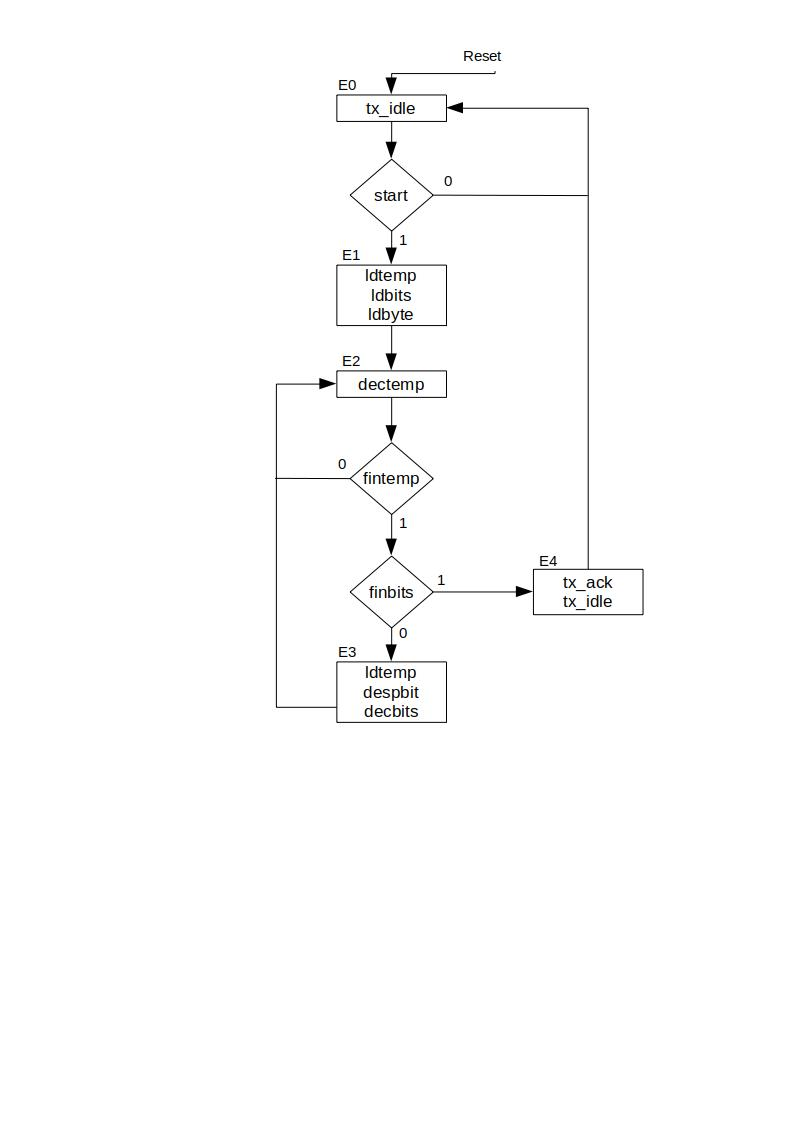 Reset
E0
tx_idle
start
0
1
E1
ldtemp
ldbits
ldbyte
E2
dectemp
0
fintemp
1
finbits
1
0
E4
tx_ack
tx_idle
E3
ldtemp
despbit
decbits